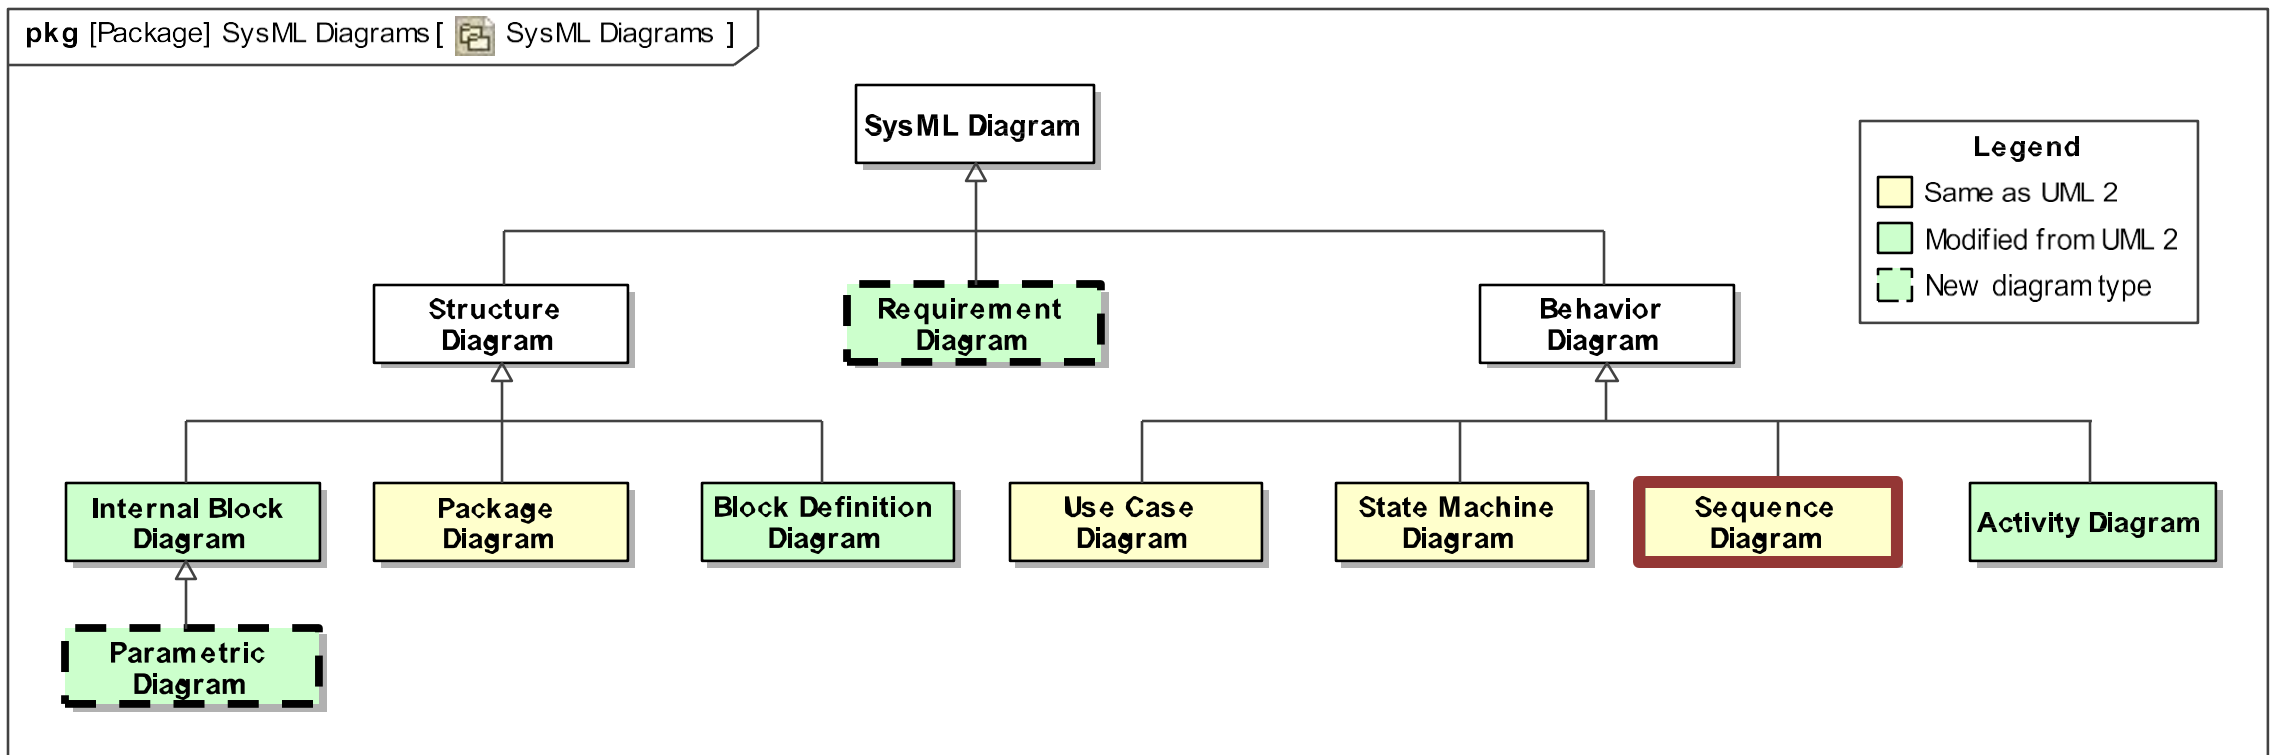 pkg [Package] SysML Diagrams [ SysML Diagrams ]
SysML Diagram
Legend
Same as UML 2
Modified from UML 2
New diagram type
Structure
Diagram
Requirement
Diagram
Behavior
Diagram
Internal Block
Diagram
Package
Diagram
Block Definition
Diagram
Use Case
Diagram
State Machine
Diagram
Sequence
Diagram
Activity Diagram
Parametric
Diagram